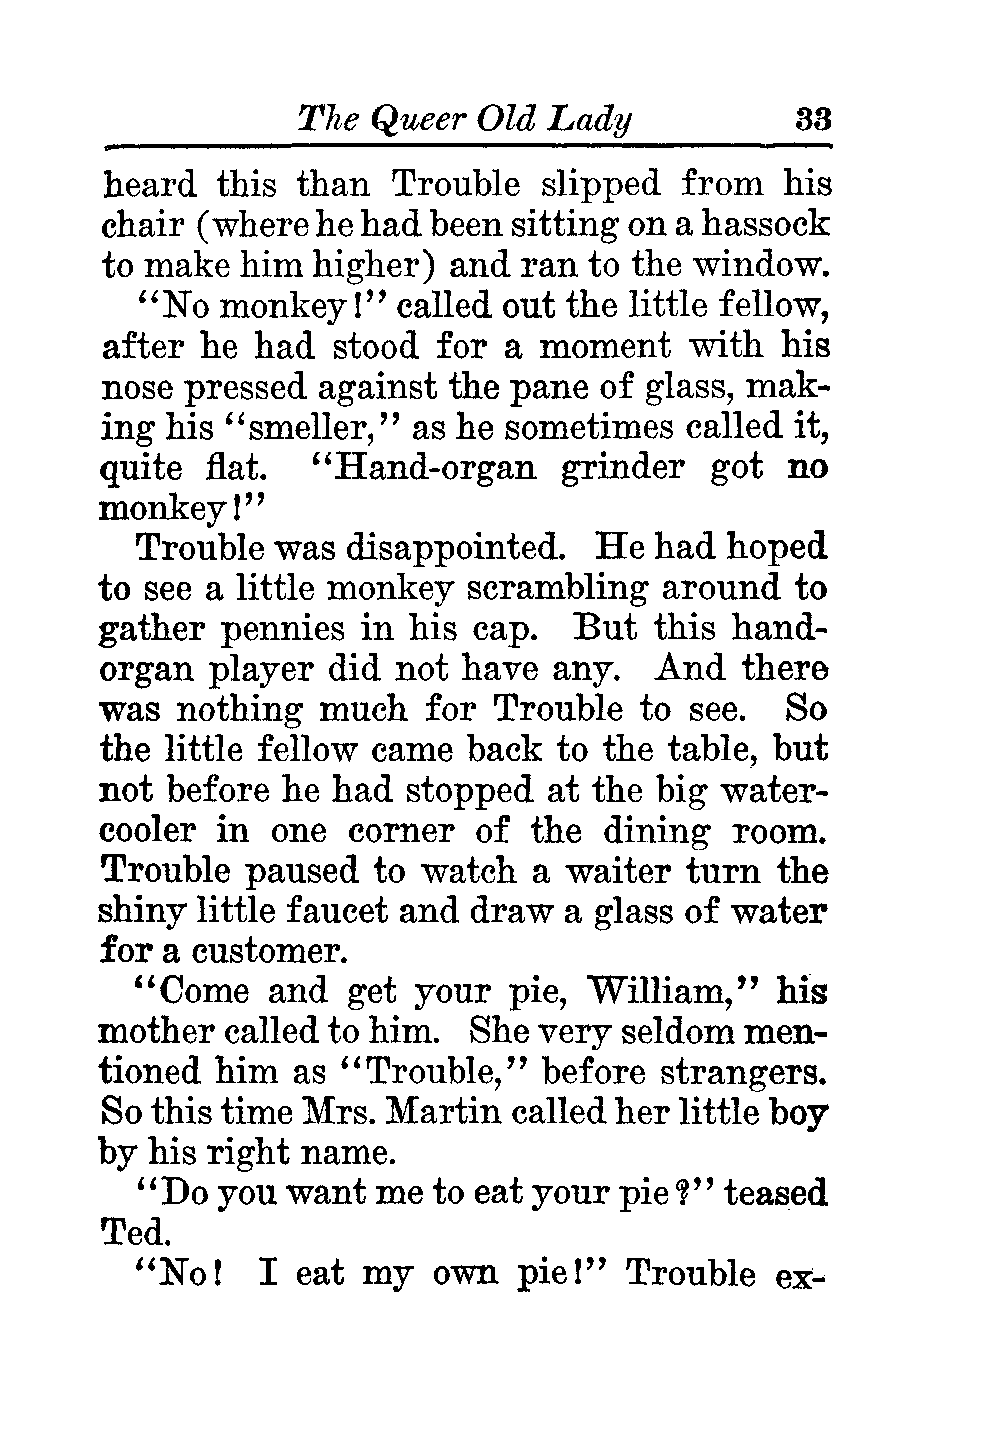 The Queer Old Lady 33
heard this than Trouble slipped from his
chair (where he had been sitting on a hassock
to make him higher) and ran to the window.
"No monkey!" called out the little fellow,
after he had stood for a moment with his
nose pressed against the pane of glass, mak-
ing his "smeller," as he sometimes called it,
quite flat. "Hand-organ grinder got no
monkey!"
Trouble was disappointed. He had hoped
to see a little monkey scrambling around to
gather pennies in his cap. But this hand-
organ player did not have any. And there
was nothing much for Trouble to see. So
the little fellow came back to the table, but
not before he had stopped at the big water-
cooler in one corner of the dining room.
Trouble paused to watch a waiter turn the
shiny little faucet and draw a glass of water
for a customer.
"Come and get your pie, William," his
mother called to him. She very seldom men-
tioned him as "Trouble," before strangers.
So this time Mrs. Martin called her little boy
by his right name.
"Do you want me to eat your pie?" teased
Ted.
"No! I eat my own pie!" Trouble ex-